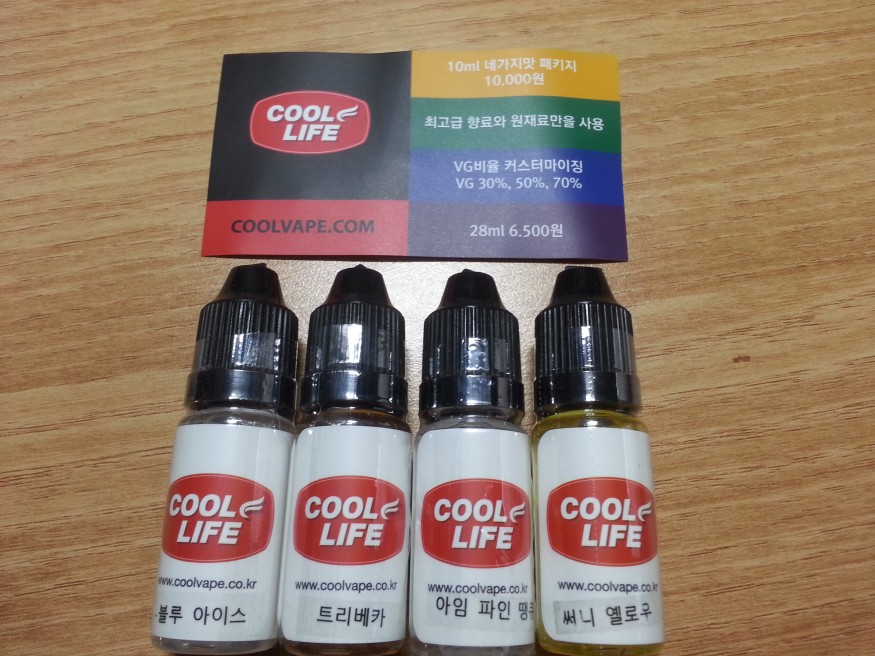 COOL
LIFE
COOLVAPE.COM
10ml 네가지맛 패키지
10.000원
최고급 향료와 원재료만을 사용
VG비율 커스터마이징
VG 30%, 50%, 70%
28ml 6.500원
COOL
LIFE
www.coolvape.co.kr
블루 아이스
COOL
LIFE
www.coolvape.co.kr
트리베카
COOL
LIFE
www.coolvape.co.kr
아임 파인 땡
COOL
LIFE
www.coolvape.co.kr
써니 옐로우